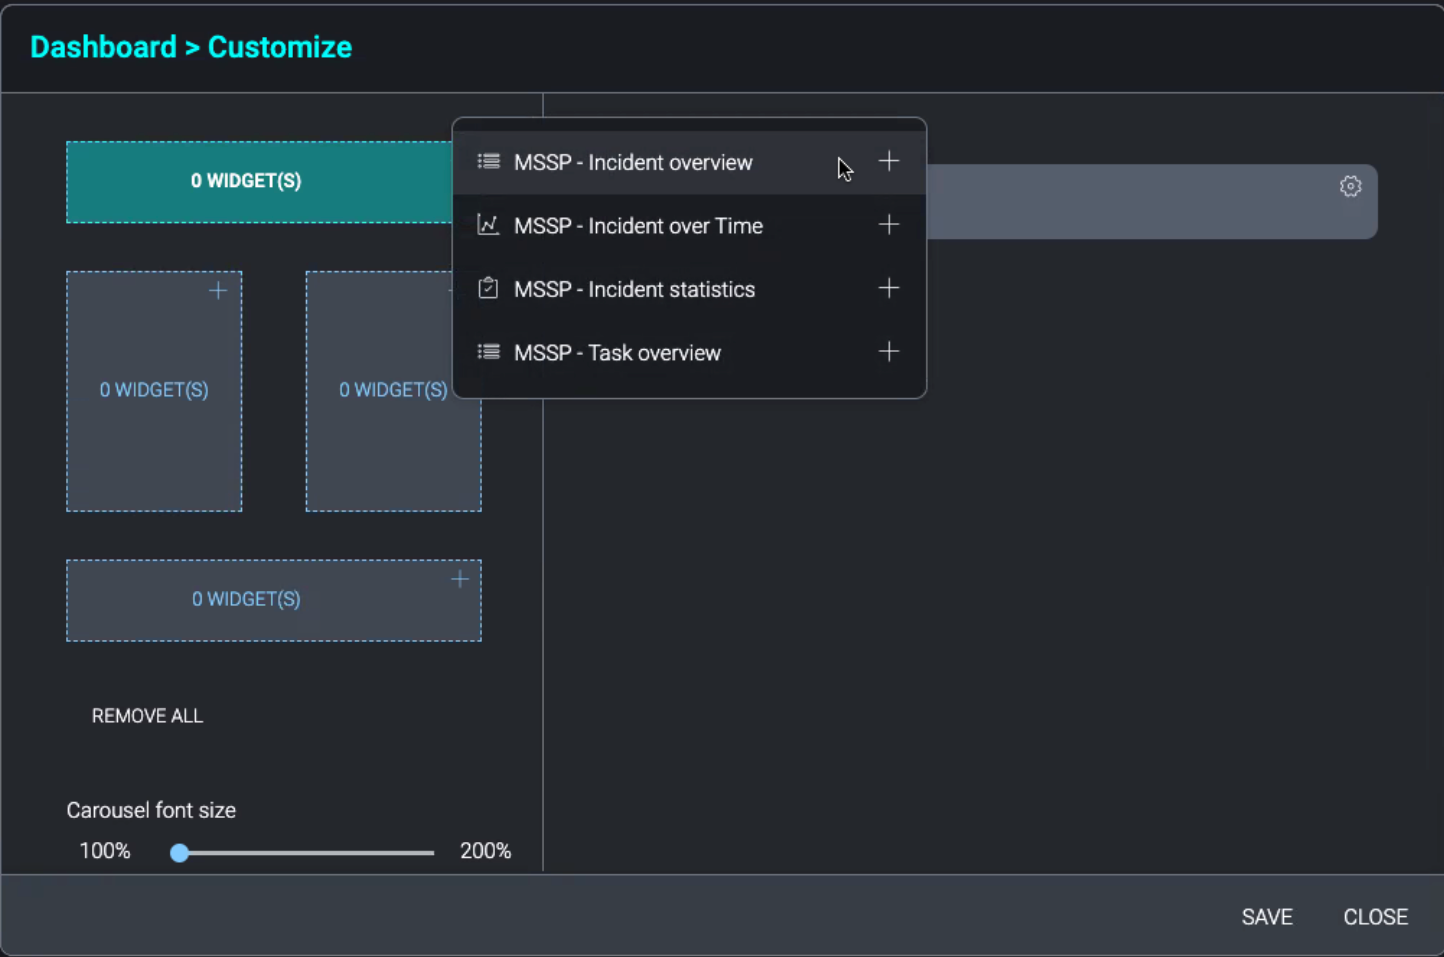 Dashboard > Customize
0 WIDGET(S)
MSSP - Incident overview
MSSP - Incident over Time
MSSP - Incident statistics
MSSP - Task overview
0 WIDGET(S)
0 WIDGET(S)
0 WIDGET(S)
REMOVE ALL
Carousel font size
100%
200%
SAVE
CLOSE